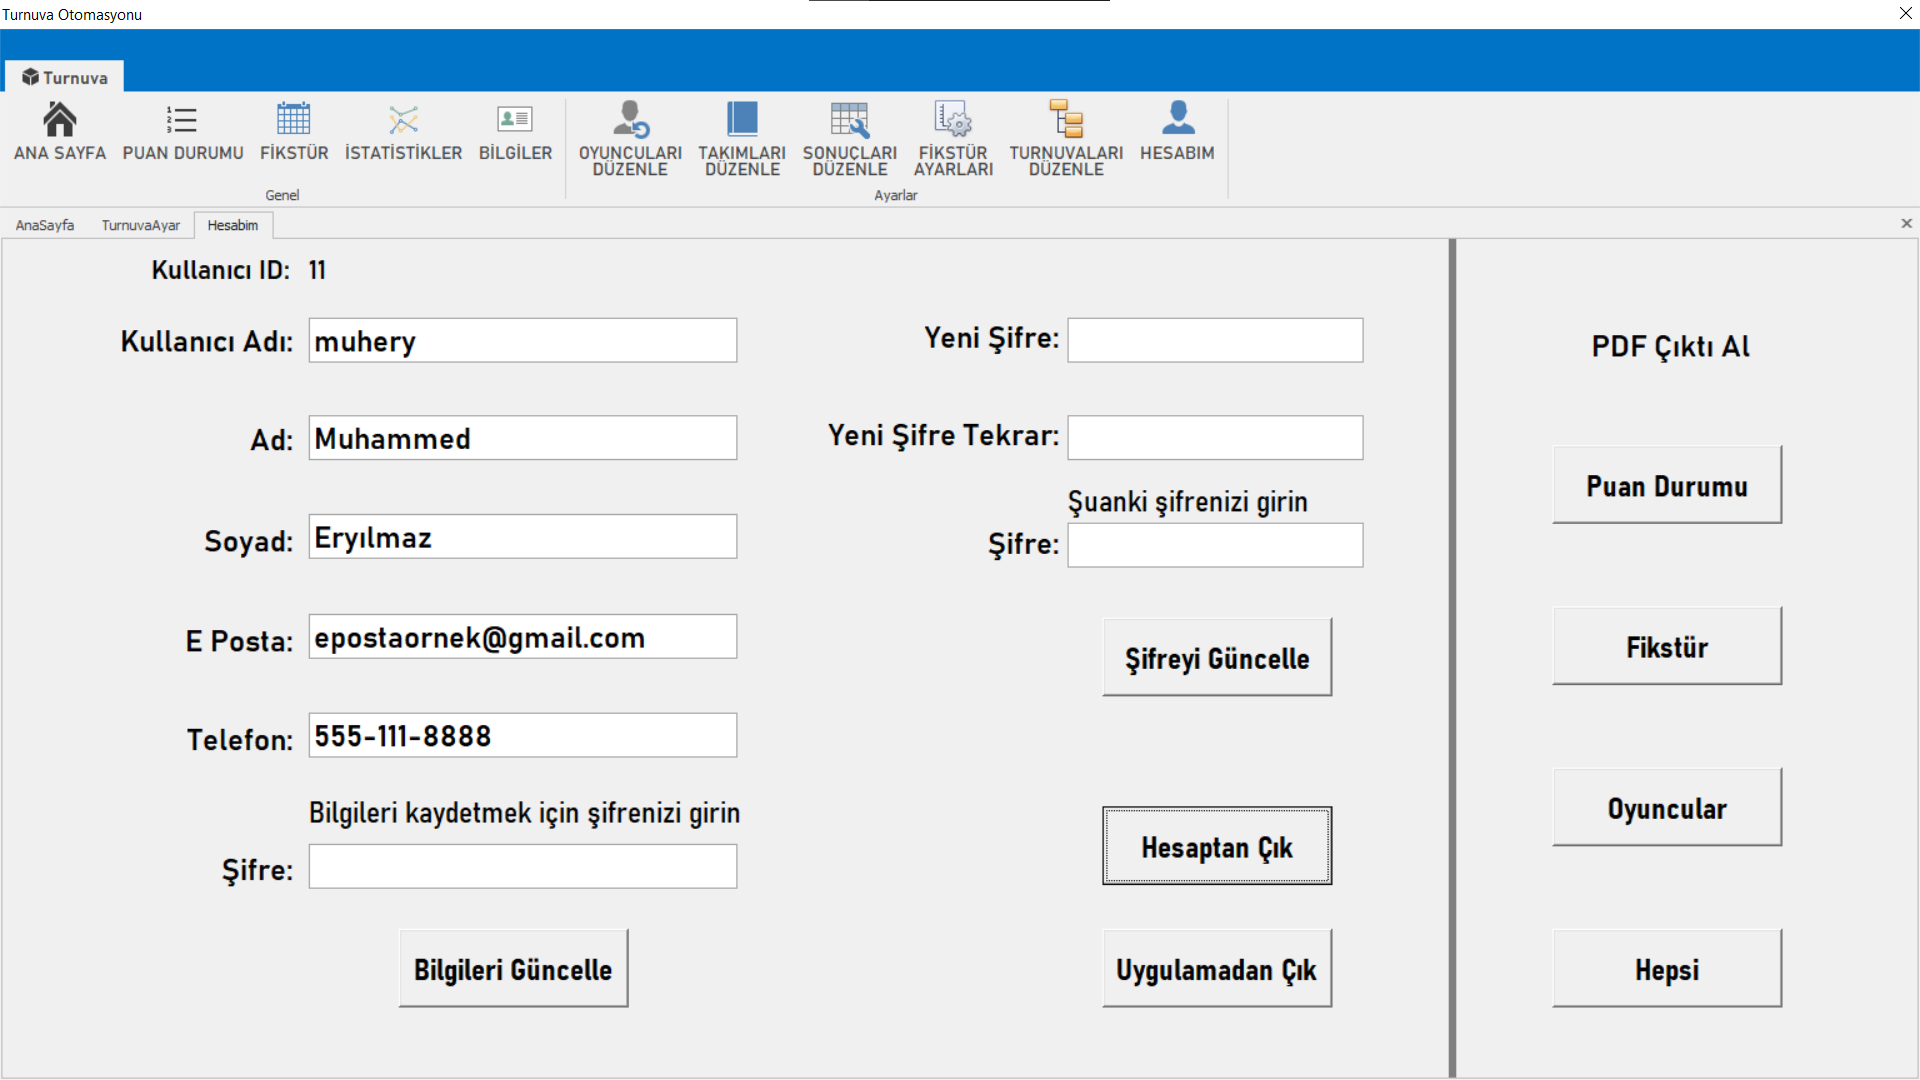 Turnuva Otomasyonu
Turnuva
ANA SAYFA
PUAN DURUMU
FİKSTÜR
İSTATİSTİKLER
BİLGİLER
OYUNCULARI
DÜZENLE
TAKIMLARI
DÜZENLE
SONUÇLARI
DÜZENLE
FİKSTÜR
AYARLARI
TURNUVALARI
DÜZENLE
HESABIM
Genel
Ayarlar
AnaSayfa
TurnuvaAyar
Hesabim
Kullanıcı ID: 11
Kullanıcı Adı: muhery
Ad: Muhammed
Soyad: Eryılmaz
E Posta: epostaornek@gmail.com
Telefon: 555-111-8888
Bilgileri kaydetmek için şifrenizi girin
Şifre:
Bilgileri Güncelle
Yeni Şifre:
Yeni Şifre Tekrar:
Şuanki şifrenizi girin
Şifre:
Şifreyi Güncelle
Hesaptan Çık
Uygulamadan Çık
PDF Çıktı Al
Puan Durumu
Fikstür
Oyuncular
Hepsi